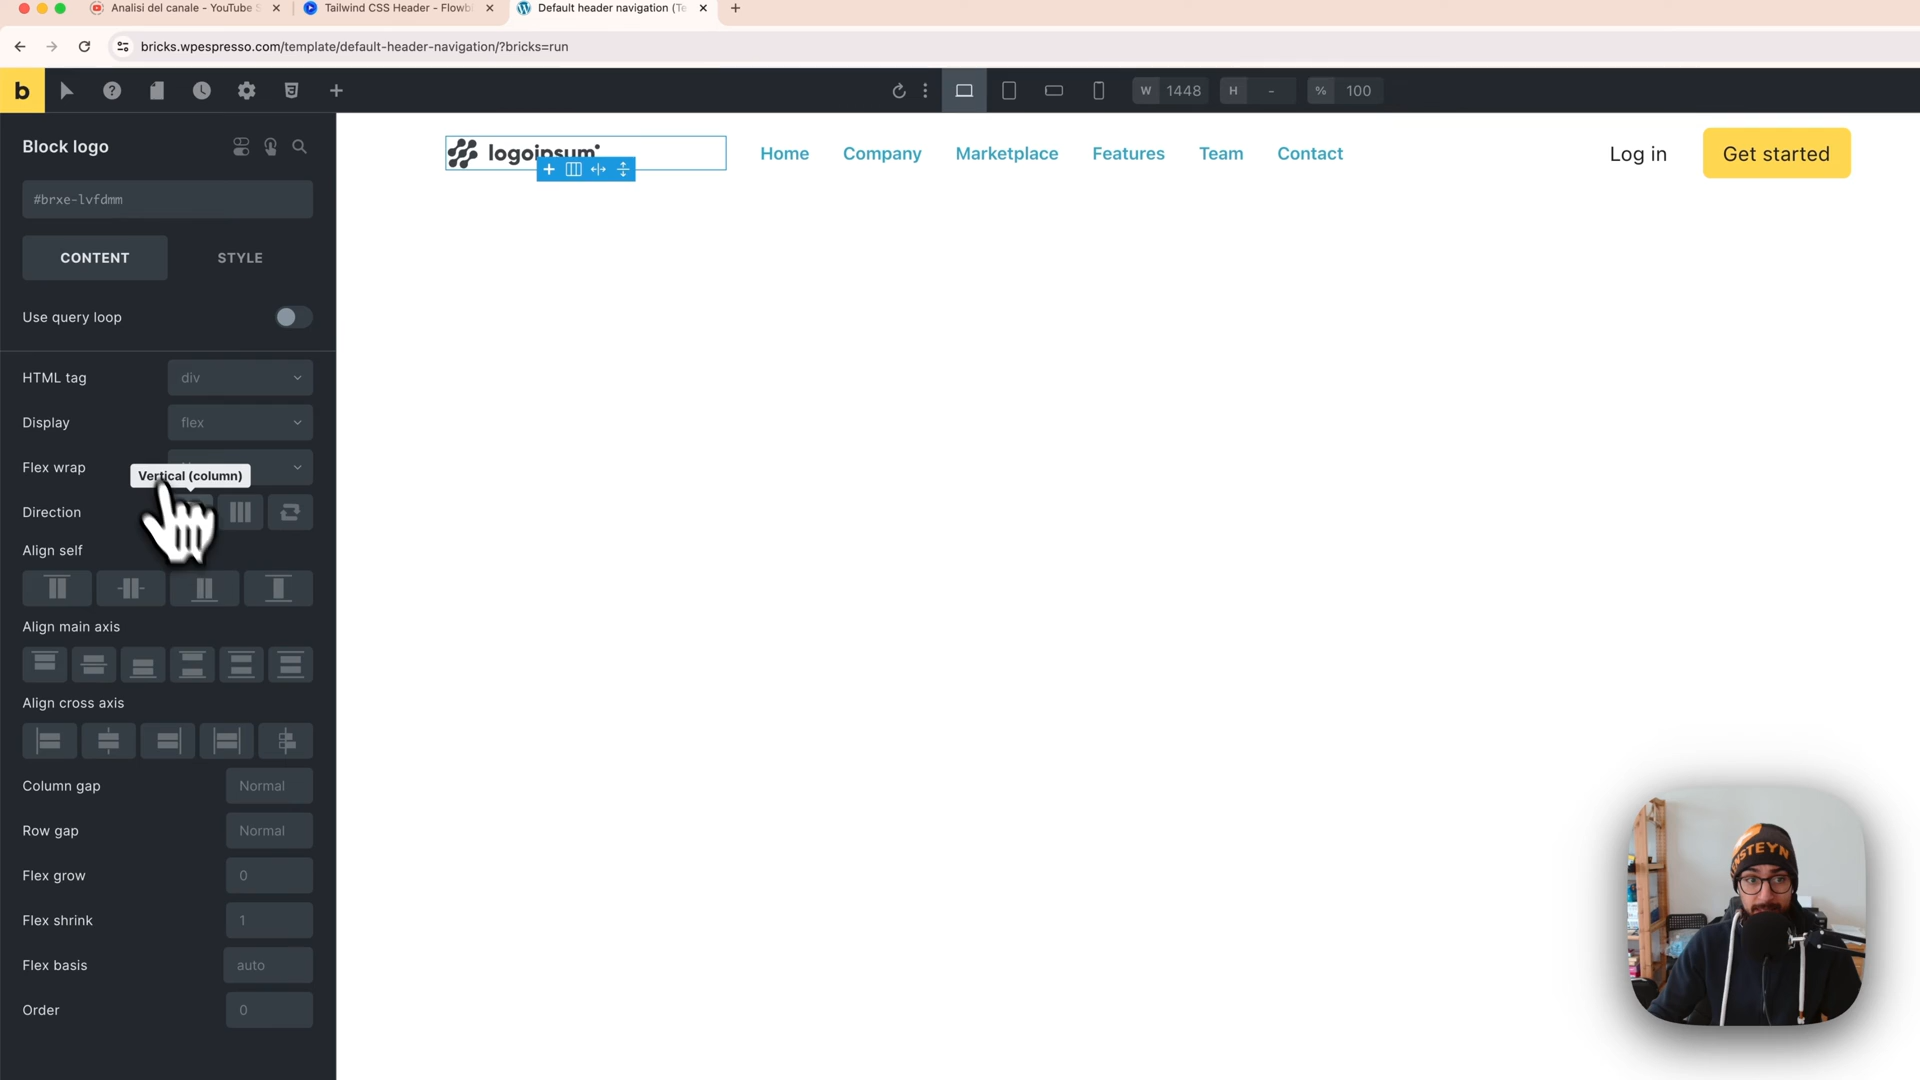 Analisi del canale - YouTube S
Tailwind CSS Header - Flowbi
Default header navigation (Te
bricks.wpespresso.com/template/default-header-navigation/?bricks=run
b
W 1448 H - % 100
Block logo
logoipsum
Home Company Marketplace Features Team Contact
Log in Get started
#brxe-lvfdmm
CONTENT STYLE
Use query loop
HTML tag div
Display flex
Flex wrap
Vertical (column)
Direction
Align self
Align main axis
Align cross axis
Column gap Normal
Row gap Normal
Flex grow 0
Flex shrink 1
Flex basis auto
Order 0